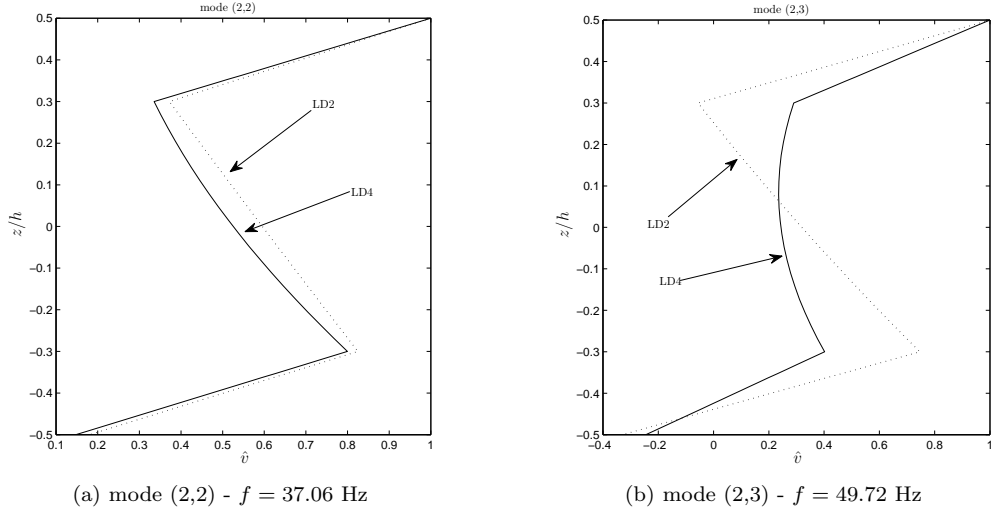 mode (2,2)
0.5
0.4
0.3
0.2
0.1
0
−0.1
−0.2
−0.3
−0.4
−0.5
z/h
LD2
LD4
0.1 0.2 0.3 0.4 0.5 0.6 0.7 0.8 0.9 1
v̂
(a) mode (2,2) - f = 37.06 Hz
mode (2,3)
0.5
0.4
0.3
0.2
0.1
0
−0.1
−0.2
−0.3
−0.4
−0.5
z/h
LD2
LD4
−0.4 −0.2 0 0.2 0.4 0.6 0.8 1
v̂
(b) mode (2,3) - f = 49.72 Hz